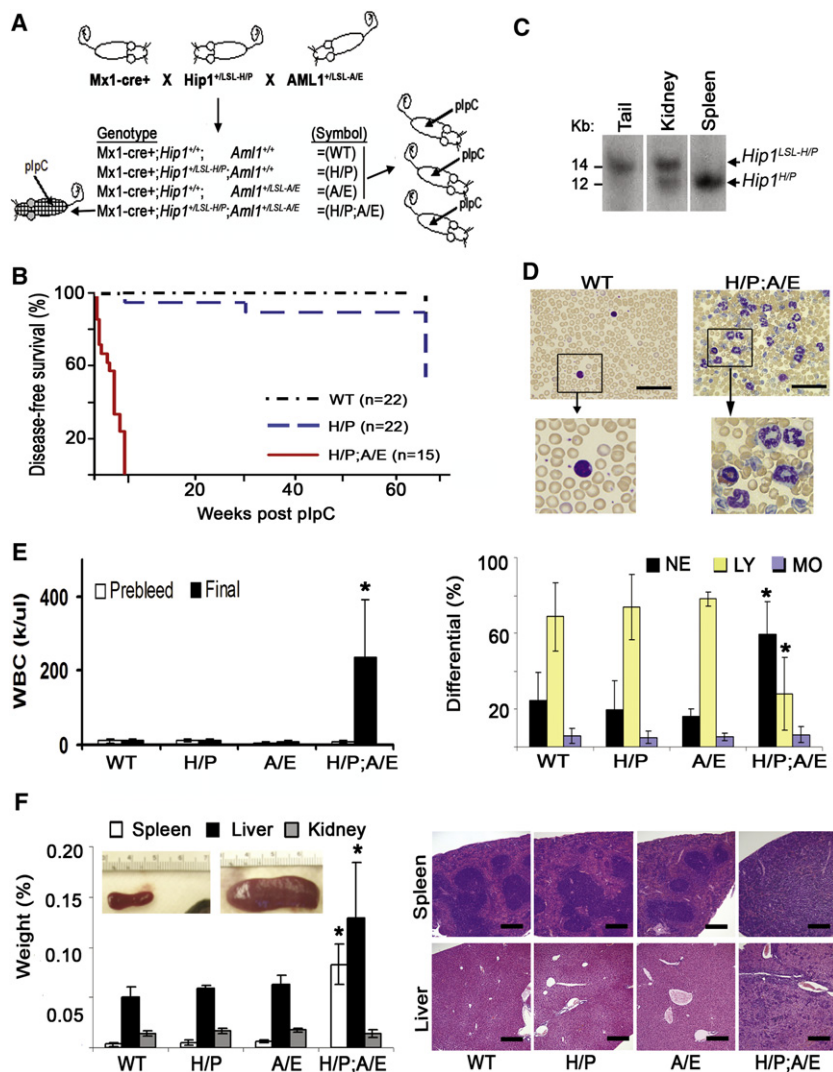 A
Mx1-cre+ X Hip1+/LSL-H/P X AML1+/LSL-A/E
Genotype (Symbol)
Mx1-cre+;Hip1+/+; Aml1+/+ =(WT)
Mx1-cre+;Hip1+/LSL-H/P;Aml1+/+ =(H/P)
Mx1-cre+;Hip1+/+; Aml1+/LSL-A/E =(A/E)
Mx1-cre+;Hip1+/LSL-H/P;Aml1+/LSL-A/E =(H/P;A/E)
pIpC
pIpC
pIpC
pIpC
B
Disease-free survival (%)
100
60
20
WT (n=22)
H/P (n=22)
H/P;A/E (n=15)
20 40 60
Weeks post pIpC
C
Kb: Tail Kidney Spleen
14 Hip1LSL-H/P
12 Hip1H/P
D
WT H/P;A/E
E
WBC (k/ul)
400
200
0
Prebleed Final
*
WT H/P A/E H/P;A/E
Differential (%)
100
60
20
NE LY MO
* *
WT H/P A/E H/P;A/E
F
Weight (%)
0.20
0.15
0.10
0.05
Spleen Liver Kidney
* *
WT H/P A/E H/P;A/E
Spleen
Liver
WT H/P A/E H/P;A/E